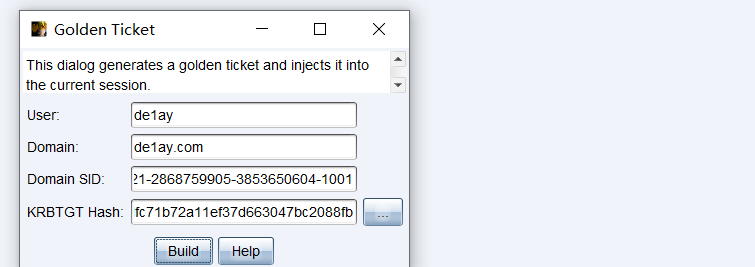 Golden Ticket
This dialog generates a golden ticket and injects it into
the current session.
User: de1ay
Domain: de1ay.com
Domain SID: 21-2868759905-3853650604-1001
KRBTGT Hash: fc71b72a11ef37d663047bc2088fb ...
Build Help